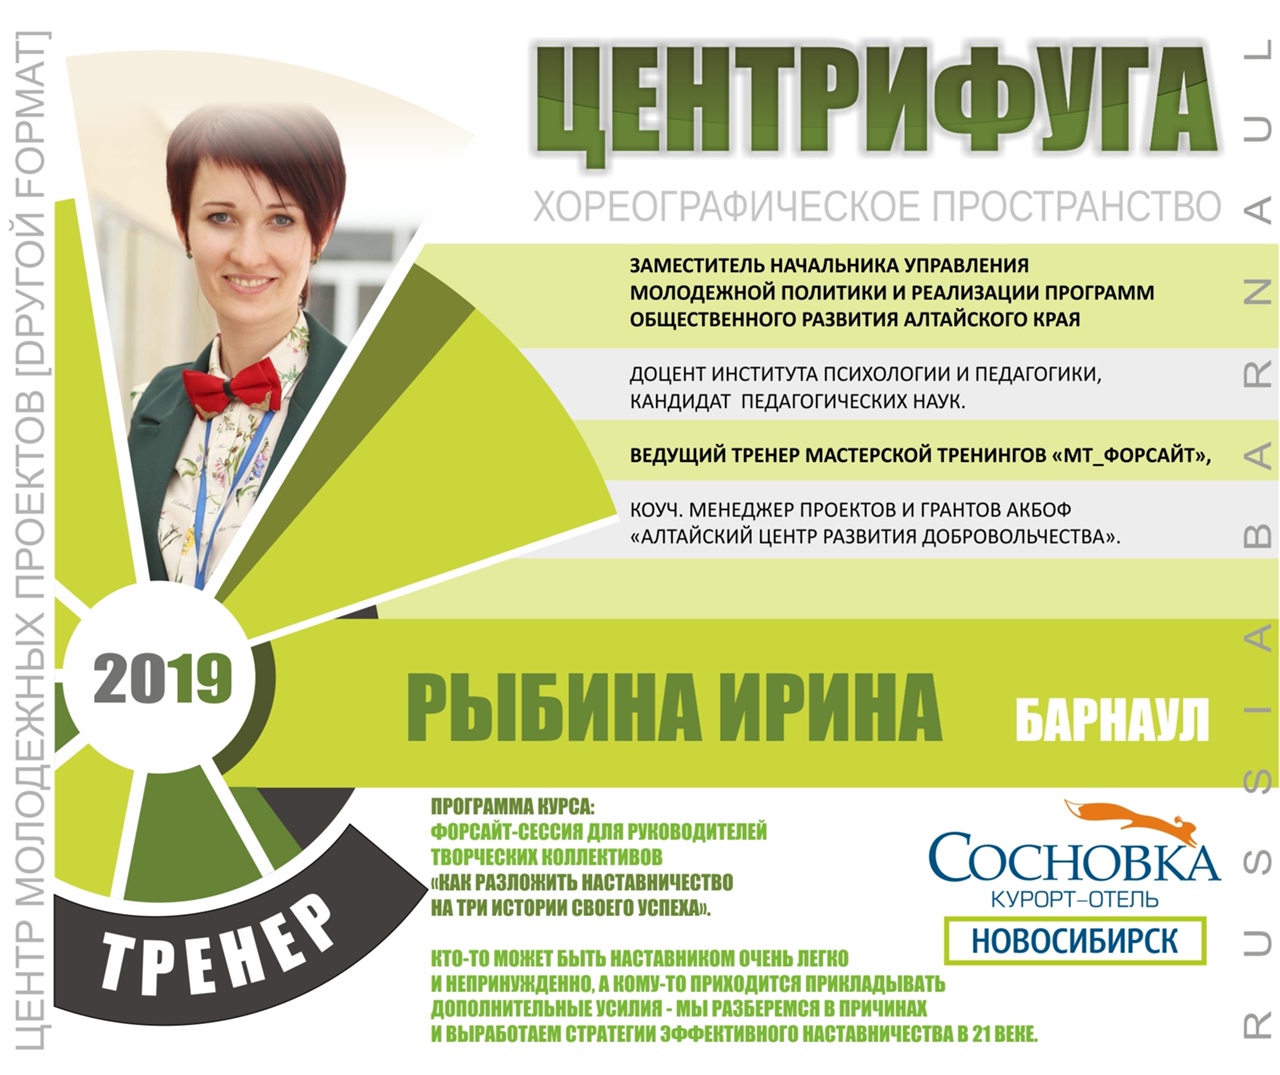 ЦЕНТР МОЛОДЕЖНЫХ ПРОЕКТОВ [DРУГОЙ FОРМАТ]
ЦЕНТРИФУГА
ХОРЕОГРАФИЧЕСКОЕ ПРОСТРАНСТВО
ЗАМЕСТИТЕЛЬ НАЧАЛЬНИКА УПРАВЛЕНИЯ
МОЛОДЕЖНОЙ ПОЛИТИКИ И РЕАЛИЗАЦИИ ПРОГРАММ
ОБЩЕСТВЕННОГО РАЗВИТИЯ АЛТАЙСКОГО КРАЯ
ДОЦЕНТ ИНСТИТУТА ПСИХОЛОГИИ И ПЕДАГОГИКИ,
КАНДИДАТ ПЕДАГОГИЧЕСКИХ НАУК.
ВЕДУЩИЙ ТРЕНЕР МАСТЕРСКОЙ ТРЕНИНГОВ «МТ_ФОРСАЙТ»,
КОУЧ. МЕНЕДЖЕР ПРОЕКТОВ И ГРАНТОВ АКБОФ
«АЛТАЙСКИЙ ЦЕНТР РАЗВИТИЯ ДОБРОВОЛЬЧЕСТВА».
2019
РЫБИНА ИРИНА
БАРНАУЛ
ТРЕНЕР
ПРОГРАММА КУРСА:
ФОРСАЙТ-СЕССИЯ ДЛЯ РУКОВОДИТЕЛЕЙ
ТВОРЧЕСКИХ КОЛЛЕКТИВОВ
«КАК РАЗЛОЖИТЬ НАСТАВНИЧЕСТВО
НА ТРИ ИСТОРИИ СВОЕГО УСПЕХА».
КТО-ТО МОЖЕТ БЫТЬ НАСТАВНИКОМ ОЧЕНЬ ЛЕГКО
И НЕПРИНУЖДЕННО, А КОМУ-ТО ПРИХОДИТСЯ ПРИКЛАДЫВАТЬ
ДОПОЛНИТЕЛЬНЫЕ УСИЛИЯ - МЫ РАЗБЕРЕМСЯ В ПРИЧИНАХ
И ВЫРАБОТАЕМ СТРАТЕГИИ ЭФФЕКТИВНОГО НАСТАВНИЧЕСТВА В 21 ВЕКЕ.
СОСНОВКА
КУРОРТ-ОТЕЛЬ
НОВОСИБИРСК
RUSSIA BARNAUL